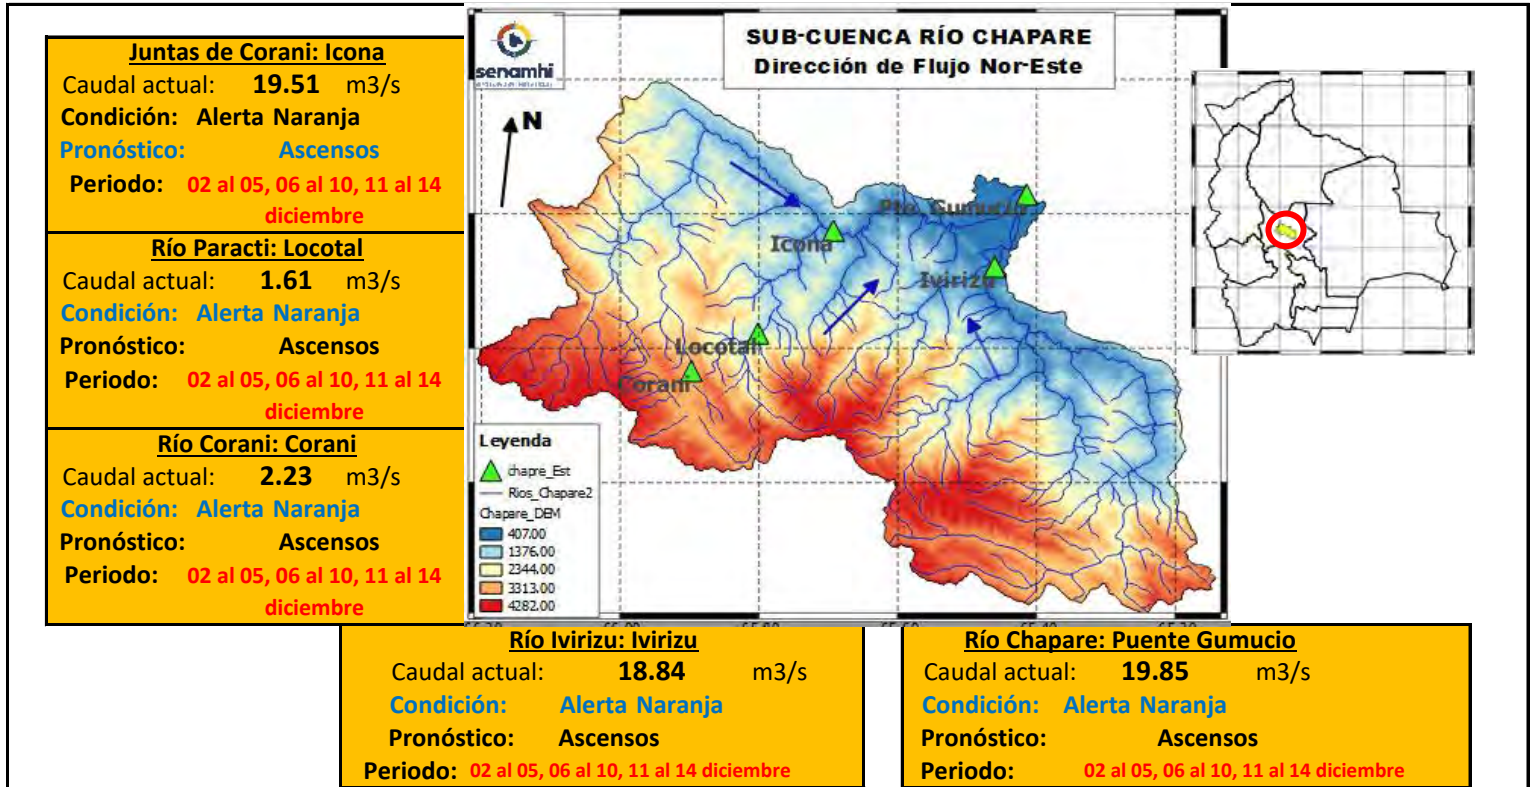 Juntas de Corani: Icona
Caudal actual: 19.51 m3/s
Condición: Alerta Naranja
Pronóstico: Ascensos
Periodo: 02 al 05, 06 al 10, 11 al 14
diciembre
Río Paracti: Locotal
Caudal actual: 1.61 m3/s
Condición: Alerta Naranja
Pronóstico: Ascensos
Periodo: 02 al 05, 06 al 10, 11 al 14
diciembre
Río Corani: Corani
Caudal actual: 2.23 m3/s
Condición: Alerta Naranja
Pronóstico: Ascensos
Periodo: 02 al 05, 06 al 10, 11 al 14
diciembre
senamhi
SUB-CUENCA RÍO CHAPARE
Dirección de Flujo Nor-Este
N
Pte. Gumucio
Icona
Ivirizu
Locotal
Corani
Leyenda
chapre_Est
Rios_Chapare2
Chapare_DEM
407.00
1376.00
2344.00
3313.00
4282.00
Río Ivirizu: Ivirizu
Caudal actual: 18.84 m3/s
Condición: Alerta Naranja
Pronóstico: Ascensos
Periodo: 02 al 05, 06 al 10, 11 al 14 diciembre
Río Chapare: Puente Gumucio
Caudal actual: 19.85 m3/s
Condición: Alerta Naranja
Pronóstico: Ascensos
Periodo: 02 al 05, 06 al 10, 11 al 14 diciembre